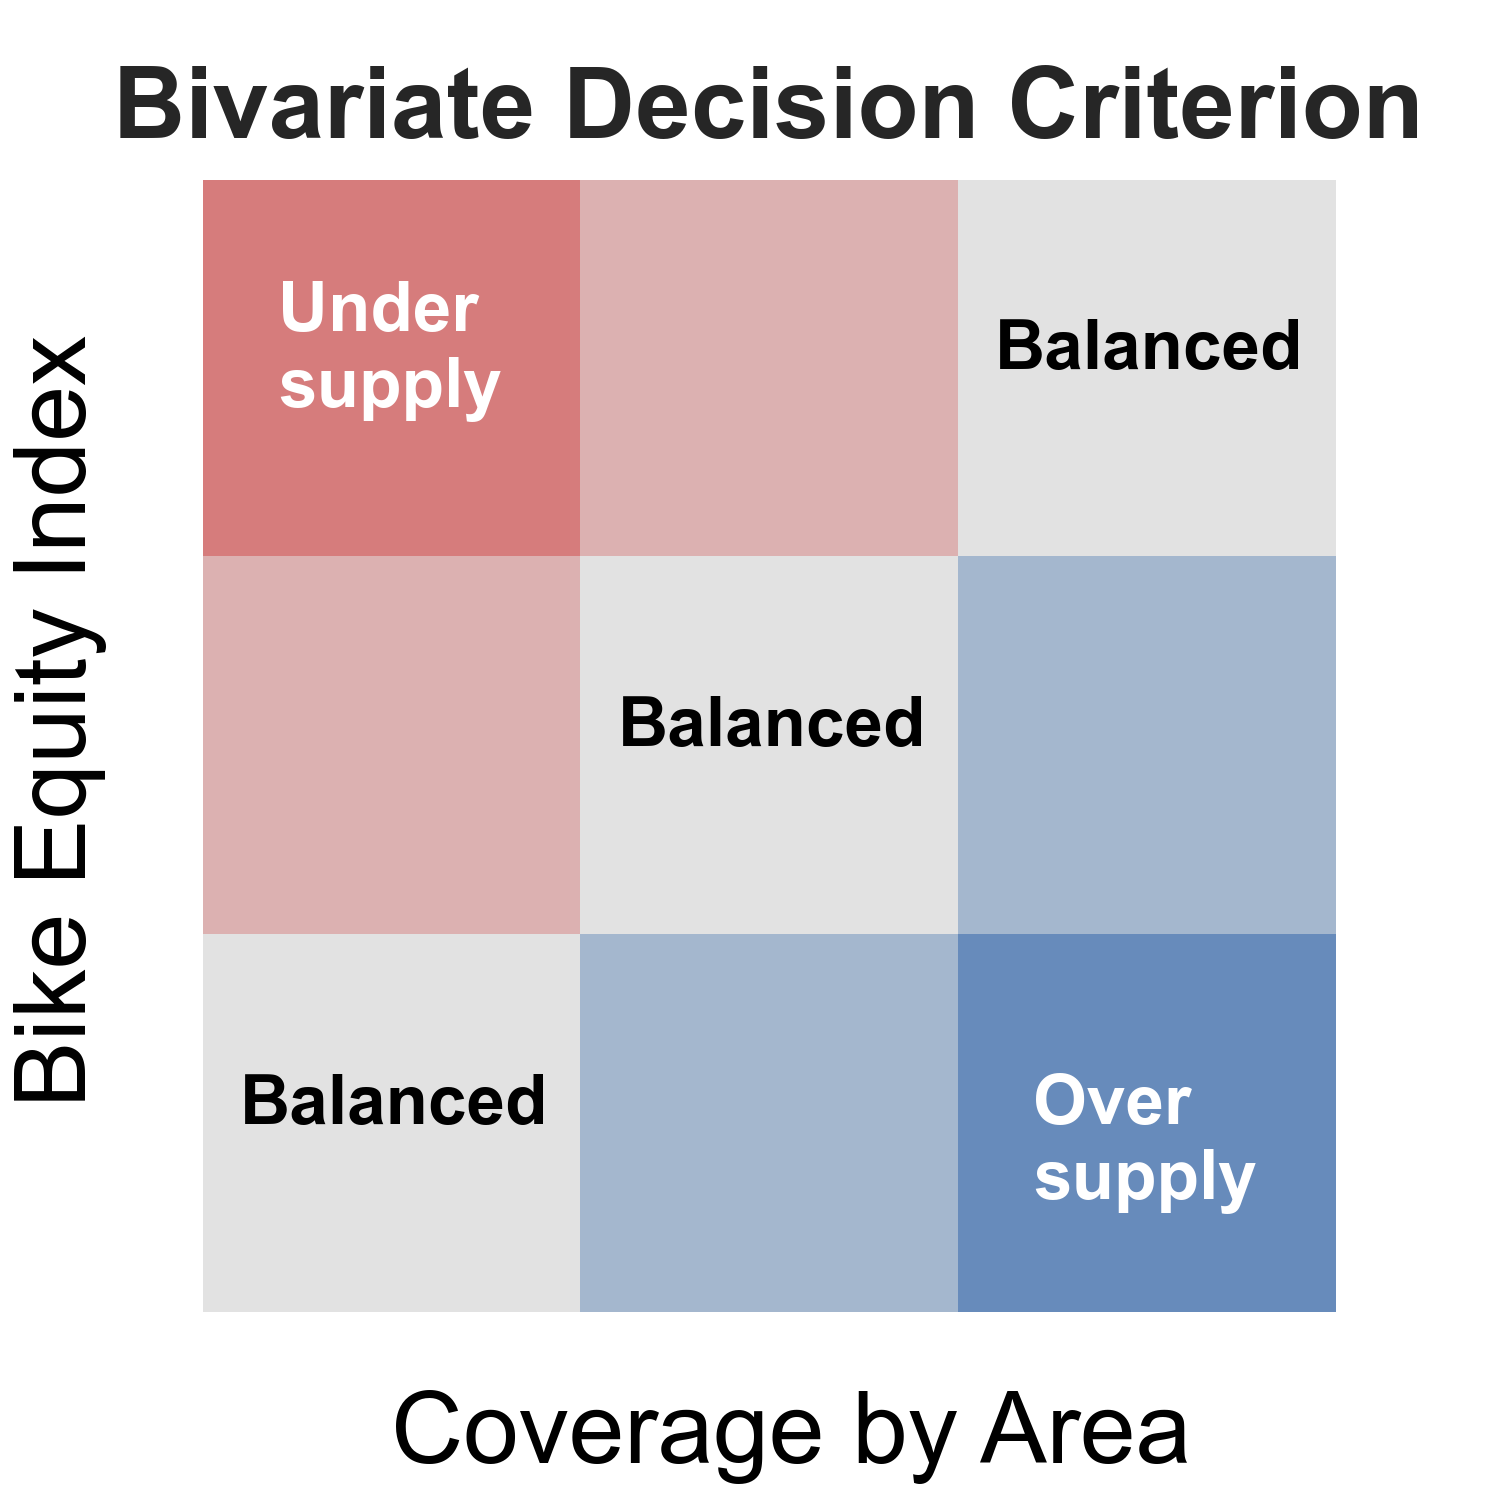 Bivariate Decision Criterion
Under
supply
Balanced
Bike Equity Index
Balanced
Balanced
Over
supply
Coverage by Area